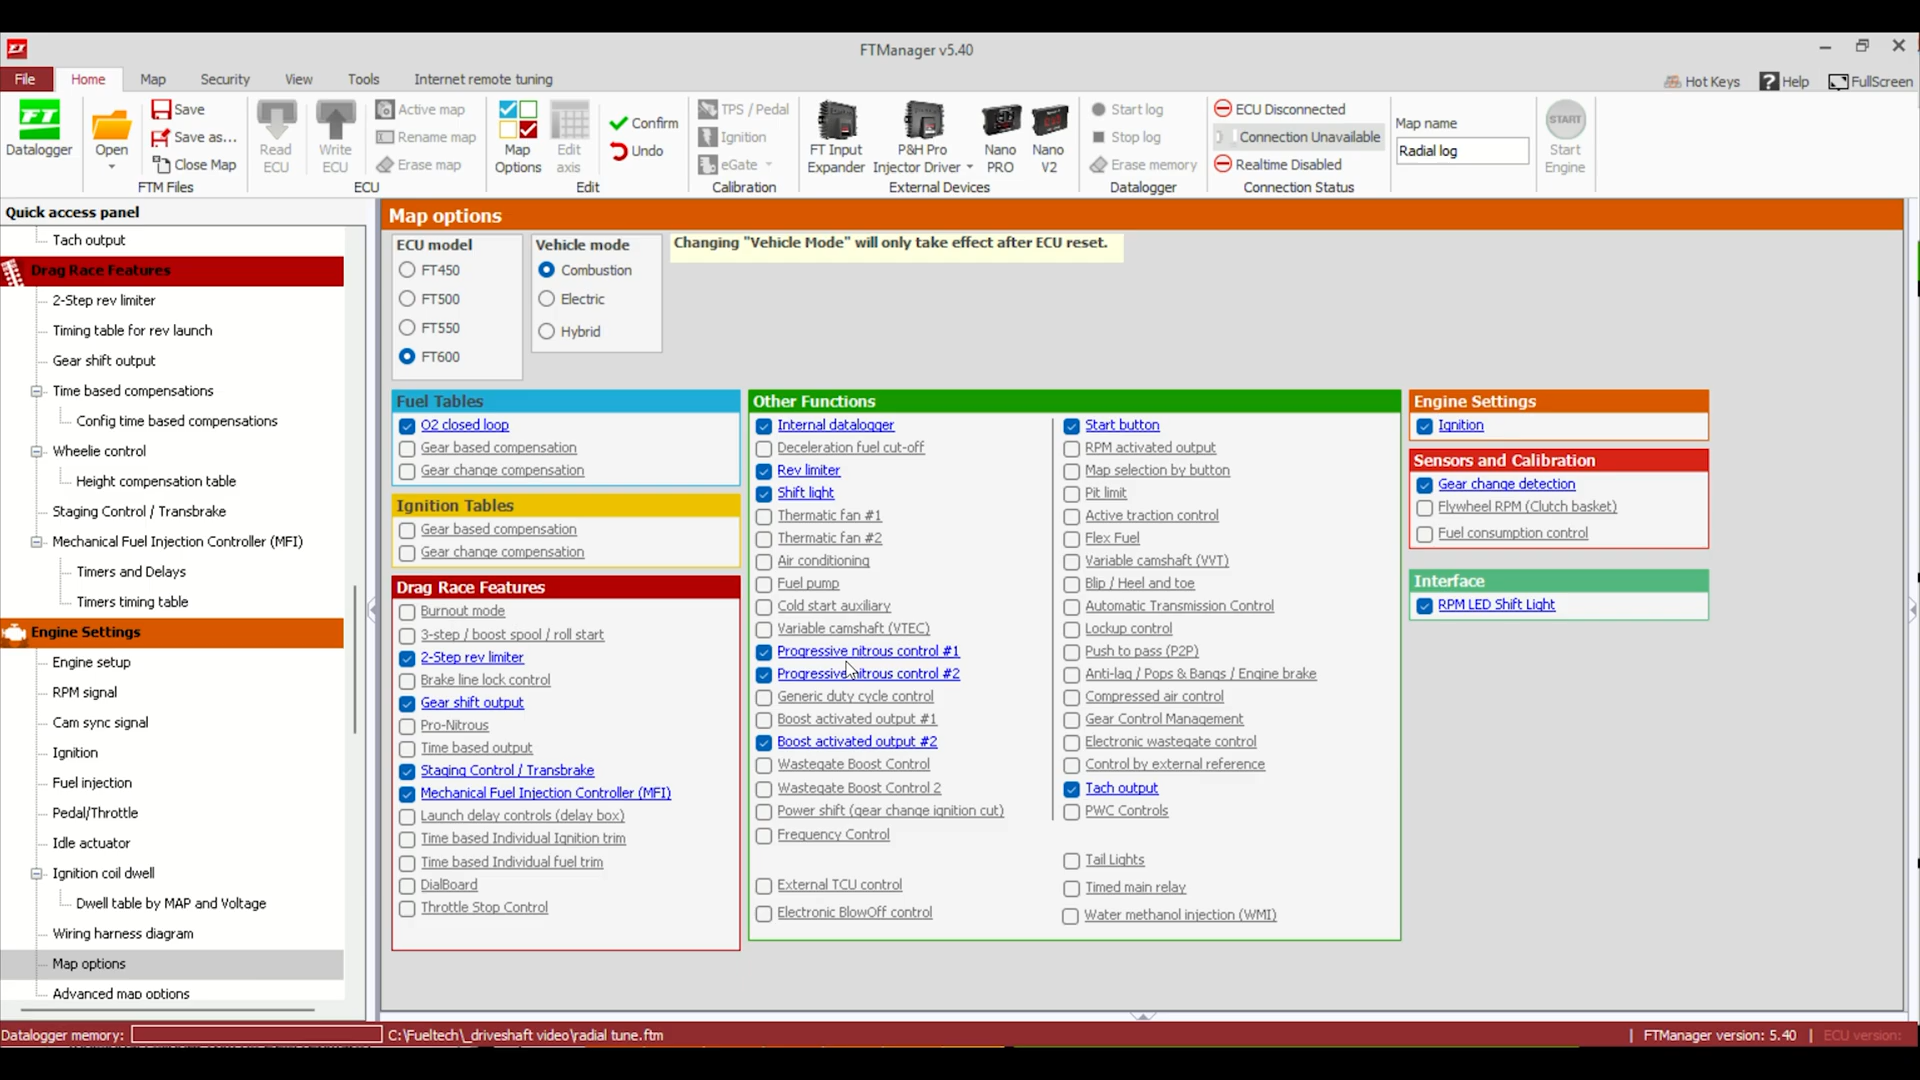 FTManager v5.40
File Home Map Security View Tools Internet remote tuning Hot Keys Help FullScreen
FT Datalogger Open Save Save as... Close Map FTM Files
Read ECU Write ECU Active map Rename map Erase map ECU
Map Options Edit axis Confirm Undo Edit
TPS / Pedal Ignition eGate Calibration
FT Input Expander P&H Pro Injector Driver Nano PRO Nano V2 External Devices
Start log Stop log Erase memory Datalogger
ECU Disconnected Connection Unavailable Realtime Disabled Connection Status
Map name
Radial log
START Start Engine
Quick access panel
Tach output
Drag Race Features
2-Step rev limiter
Timing table for rev launch
Gear shift output
Time based compensations
Config time based compensations
Wheelie control
Height compensation table
Staging Control / Transbrake
Mechanical Fuel Injection Controller (MFI)
Timers and Delays
Timers timing table
Engine Settings
Engine setup
RPM signal
Cam sync signal
Ignition
Fuel injection
Pedal/Throttle
Idle actuator
Ignition coil dwell
Dwell table by MAP and Voltage
Wiring harness diagram
Map options
Advanced map options
Map options
ECU model
FT450
FT500
FT550
FT600
Vehicle mode
Combustion
Electric
Hybrid
Changing "Vehicle Mode" will only take effect after ECU reset.
Fuel Tables
O2 closed loop
Gear based compensation
Gear change compensation
Ignition Tables
Gear based compensation
Gear change compensation
Drag Race Features
Burnout mode
3-step / boost spool / roll start
2-Step rev limiter
Brake line lock control
Gear shift output
Pro-Nitrous
Time based output
Staging Control / Transbrake
Mechanical Fuel Injection Controller (MFI)
Launch delay controls (delay box)
Time based Individual Ignition trim
Time based Individual fuel trim
DialBoard
Throttle Stop Control
Other Functions
Internal datalogger
Deceleration fuel cut-off
Rev limiter
Shift light
Thermatic fan #1
Thermatic fan #2
Air conditioning
Fuel pump
Cold start auxiliary
Variable camshaft (VTEC)
Progressive nitrous control #1
Progressive nitrous control #2
Generic duty cycle control
Boost activated output #1
Boost activated output #2
Wastegate Boost Control
Wastegate Boost Control 2
Power shift (gear change ignition cut)
Frequency Control
External TCU control
Electronic BlowOff control
Start button
RPM activated output
Map selection by button
Pit limit
Active traction control
Flex Fuel
Variable camshaft (VVT)
Blip / Heel and toe
Automatic Transmission Control
Lockup control
Push to pass (P2P)
Anti-lag / Pops & Bangs / Engine brake
Compressed air control
Gear Control Management
Electronic wastegate control
Control by external reference
Tach output
PWC Controls
Tail Lights
Timed main relay
Water methanol injection (WMI)
Engine Settings
Ignition
Sensors and Calibration
Gear change detection
Flywheel RPM (Clutch basket)
Fuel consumption control
Interface
RPM LED Shift Light
Datalogger memory: C:\Fueltech\_driveshaft video\radial tune.ftm | FTManager version: 5.40 | ECU version: